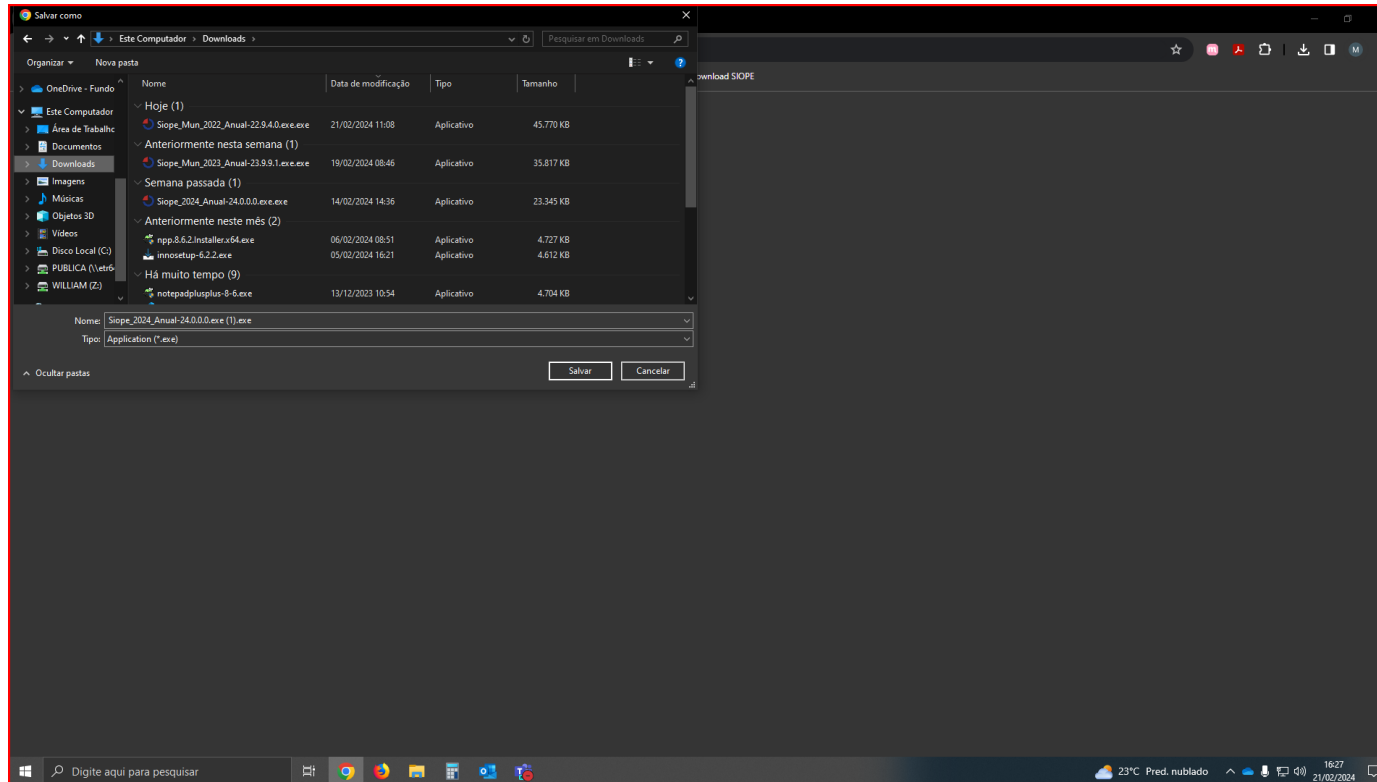 Salvar como
Este Computador › Downloads ›
Pesquisar em Downloads
Organizar
Nova pasta
ownload SIOPE
M
Nome Data de modificação Tipo Tamanho
OneDrive - Fundo
Este Computador
Área de Trabalhc
Documentos
Downloads
Imagens
Músicas
Objetos 3D
Vídeos
Disco Local (C:)
PUBLICA (\\etr6
WILLIAM (Z:)
Hoje (1)
Siope_Mun_2022_Anual-22.9.4.0.exe.exe 21/02/2024 11:08 Aplicativo 45.770 KB
Anteriormente nesta semana (1)
Siope_Mun_2023_Anual-23.9.9.1.exe.exe 19/02/2024 08:46 Aplicativo 35.817 KB
Semana passada (1)
Siope_2024_Anual-24.0.0.0.exe.exe 14/02/2024 14:36 Aplicativo 23.345 KB
Anteriormente neste mês (2)
npp.8.6.2.Installer.x64.exe 06/02/2024 08:51 Aplicativo 4.727 KB
innosetup-6.2.2.exe 05/02/2024 16:21 Aplicativo 4.612 KB
Há muito tempo (9)
notepadplusplus-8-6.exe 13/12/2023 10:54 Aplicativo 4.704 KB
Nome: Siope_2024_Anual-24.0.0.0.exe (1).exe
Tipo: Application (*.exe)
Ocultar pastas
Salvar
Cancelar
Digite aqui para pesquisar
23°C Pred. nublado
16:27
21/02/2024